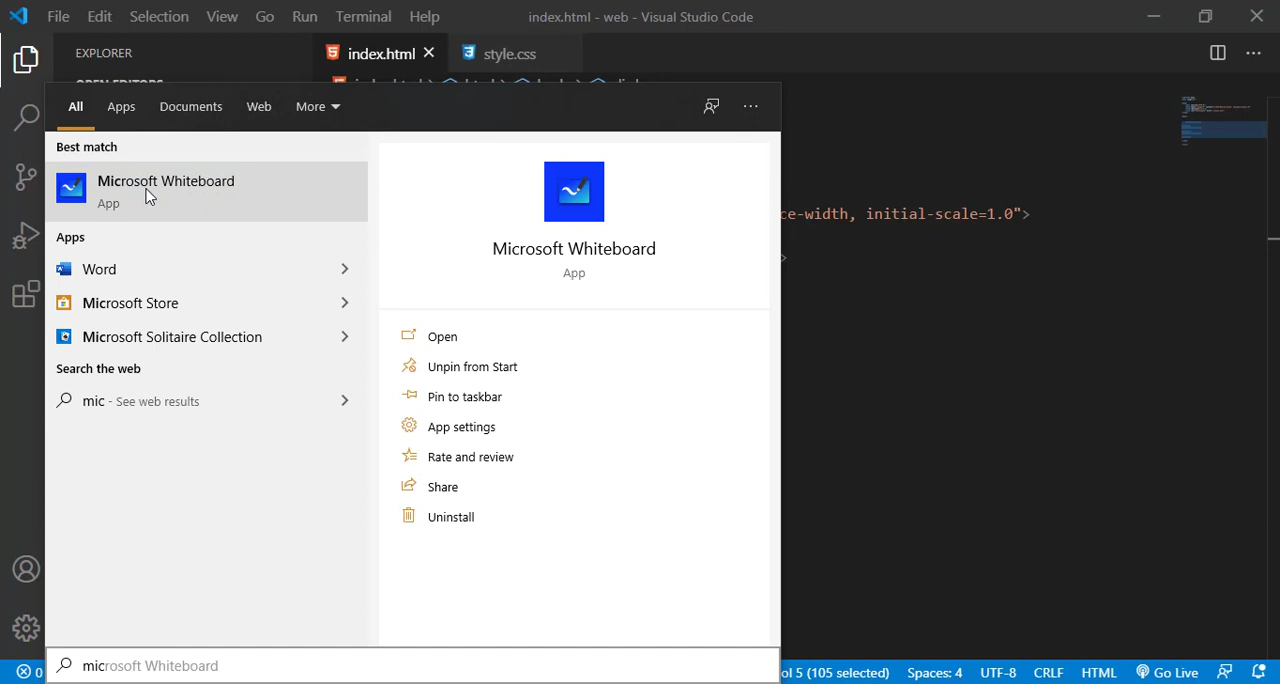 File Edit Selection View Go Run Terminal Help index.html - web - Visual Studio Code
EXPLORER index.html style.css
All Apps Documents Web More
Best match
Microsoft Whiteboard
App
Apps
Word
Microsoft Store
Microsoft Solitaire Collection
Search the web
mic - See web results
Microsoft Whiteboard
App
Open
Unpin from Start
Pin to taskbar
App settings
Rate and review
Share
Uninstall
ce-width, initial-scale=1.0">
>
microsoft Whiteboard
0 ol 5 (105 selected) Spaces: 4 UTF-8 CRLF HTML Go Live